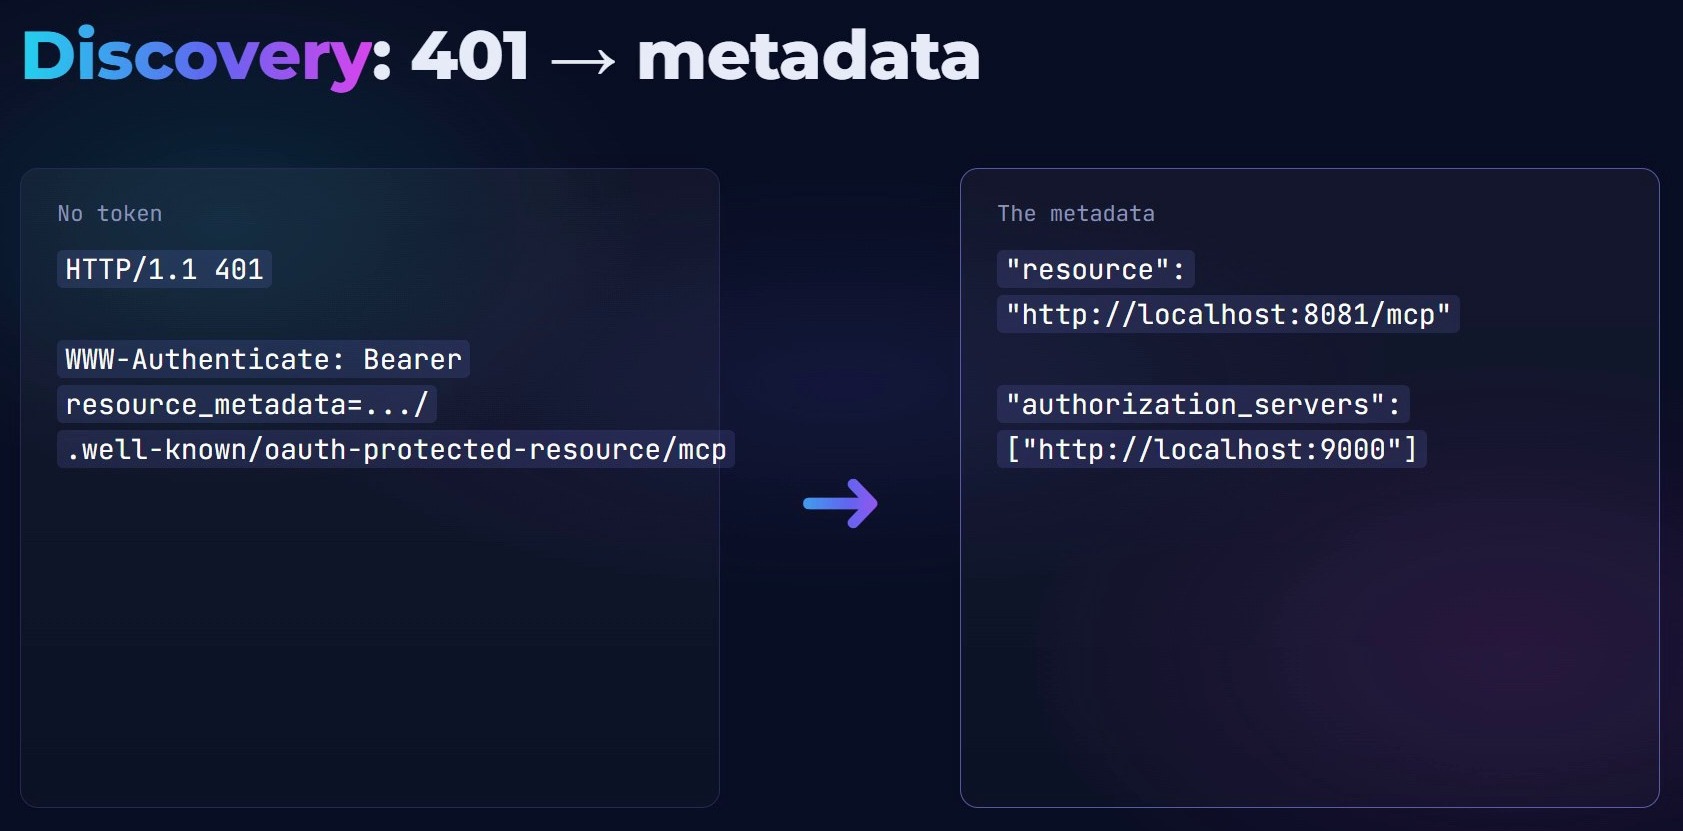 Discovery: 401 → metadata
No token
HTTP/1.1 401
WWW-Authenticate: Bearer
resource_metadata=.../
.well-known/oauth-protected-resource/mcp
The metadata
"resource":
"http://localhost:8081/mcp"
"authorization_servers":
["http://localhost:9000"]